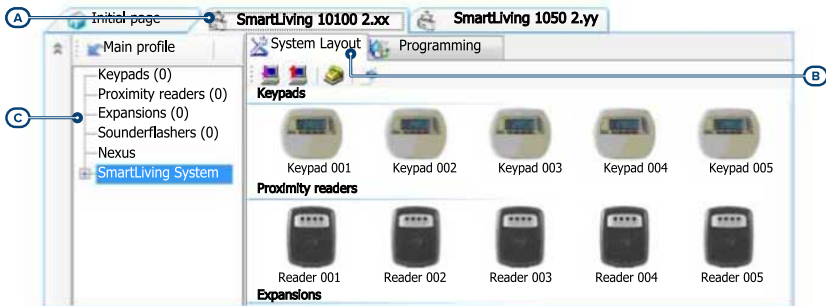 A
Initial page
SmartLiving 10100 2.xx
SmartLiving 1050 2.yy
Main profile
System Layout
Programming
B
Keypads (0)
Proximity readers (0)
C
Expansions (0)
Sounderflashers (0)
Nexus
SmartLiving System
Keypads
Keypad 001
Keypad 002
Keypad 003
Keypad 004
Keypad 005
Proximity readers
Reader 001
Reader 002
Reader 003
Reader 004
Reader 005
Expansions